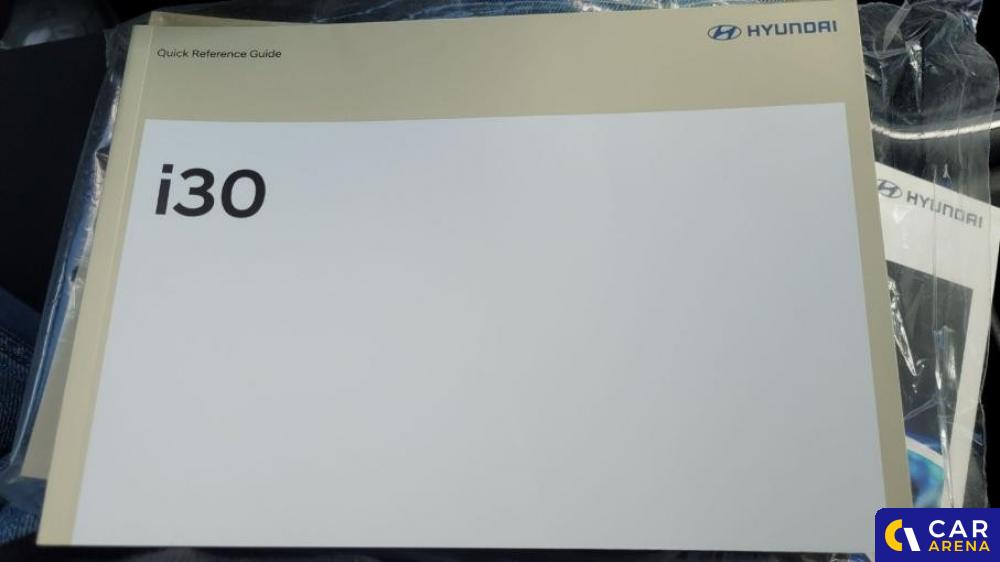 Quick Reference Guide
HYUNDAI
i30
HYUNDAI
CAR
ARENA